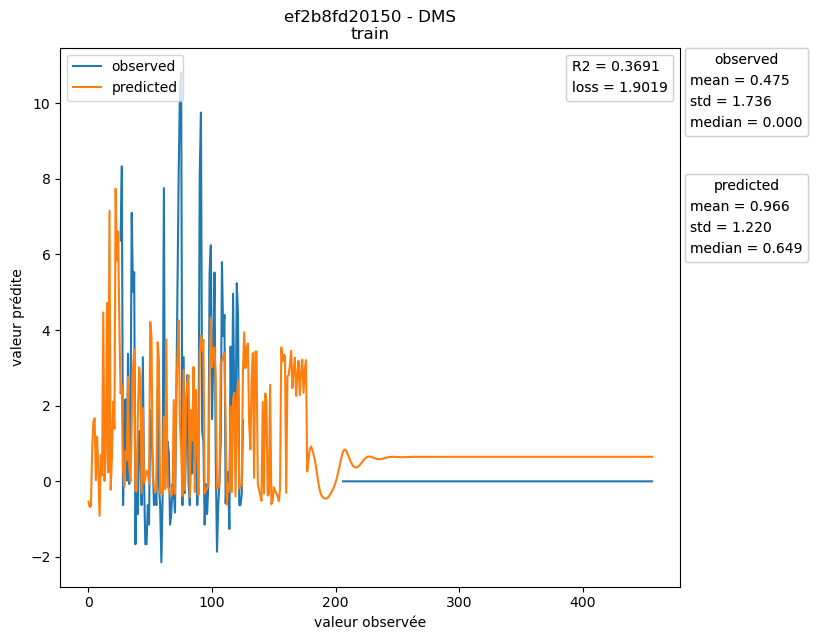 ef2b8fd20150 - DMS
train
observed
predicted
R2 = 0.3691
loss = 1.9019
observed
mean = 0.475
std = 1.736
median = 0.000
predicted
mean = 0.966
std = 1.220
median = 0.649
valeur prédite
10
8
6
4
2
0
−2
0
100
200
300
400
valeur observée